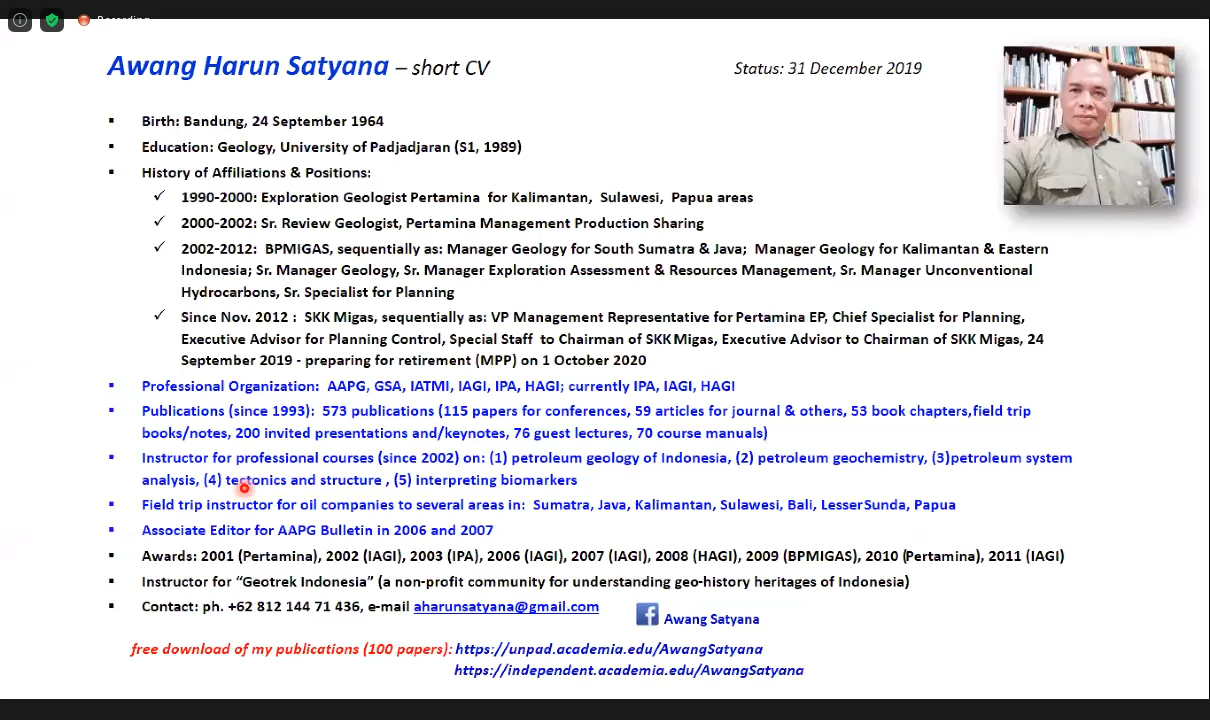 Recording
Awang Harun Satyana – short CV
Status: 31 December 2019
Birth: Bandung, 24 September 1964
Education: Geology, University of Padjadjaran (S1, 1989)
History of Affiliations & Positions:
1990-2000: Exploration Geologist Pertamina for Kalimantan, Sulawesi, Papua areas
2000-2002: Sr. Review Geologist, Pertamina Management Production Sharing
2002-2012: BPMIGAS, sequentially as: Manager Geology for South Sumatra & Java; Manager Geology for Kalimantan & Eastern
Indonesia; Sr. Manager Geology, Sr. Manager Exploration Assessment & Resources Management, Sr. Manager Unconventional
Hydrocarbons, Sr. Specialist for Planning
Since Nov. 2012 : SKK Migas, sequentially as: VP Management Representative for Pertamina EP, Chief Specialist for Planning,
Executive Advisor for Planning Control, Special Staff to Chairman of SKK Migas, Executive Advisor to Chairman of SKK Migas, 24
September 2019 - preparing for retirement (MPP) on 1 October 2020
Professional Organization: AAPG, GSA, IATMI, IAGI, IPA, HAGI; currently IPA, IAGI, HAGI
Publications (since 1993): 573 publications (115 papers for conferences, 59 articles for journal & others, 53 book chapters,field trip
books/notes, 200 invited presentations and/keynotes, 76 guest lectures, 70 course manuals)
Instructor for professional courses (since 2002) on: (1) petroleum geology of Indonesia, (2) petroleum geochemistry, (3)petroleum system
analysis, (4) tectonics and structure , (5) interpreting biomarkers
Field trip instructor for oil companies to several areas in: Sumatra, Java, Kalimantan, Sulawesi, Bali, LesserSunda, Papua
Associate Editor for AAPG Bulletin in 2006 and 2007
Awards: 2001 (Pertamina), 2002 (IAGI), 2003 (IPA), 2006 (IAGI), 2007 (IAGI), 2008 (HAGI), 2009 (BPMIGAS), 2010 (Pertamina), 2011 (IAGI)
Instructor for “Geotrek Indonesia” (a non-profit community for understanding geo-history heritages of Indonesia)
Contact: ph. +62 812 144 71 436, e-mail aharunsatyana@gmail.com
Awang Satyana
free download of my publications (100 papers): https://unpad.academia.edu/AwangSatyana
https://independent.academia.edu/AwangSatyana